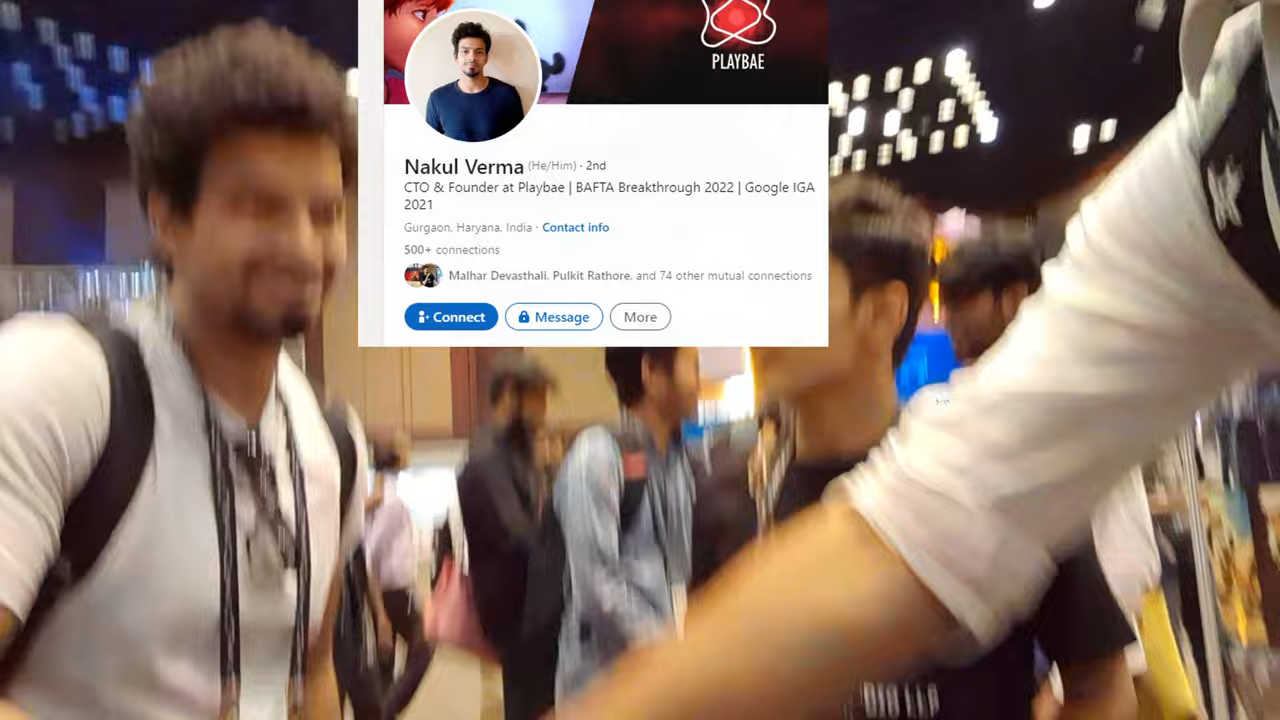 PLAYBAE
Nakul Verma (He/Him) · 2nd
CTO & Founder at Playbae | BAFTA Breakthrough 2022 | Google IGA
2021
Gurgaon, Haryana, India · Contact info
500+ connections
Malhar Devasthali, Pulkit Rathore, and 74 other mutual connections
Connect
Message
More